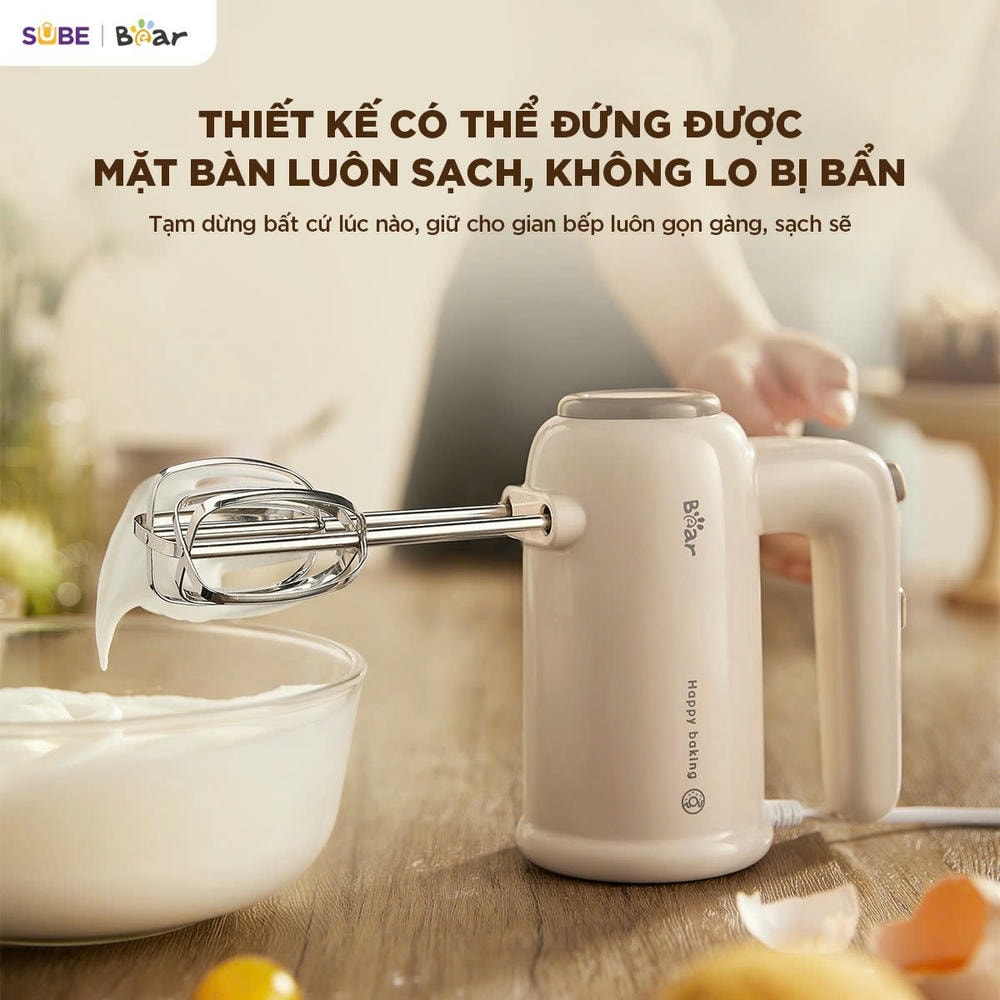 SUBE | Bear
THIẾT KẾ CÓ THỂ ĐỨNG ĐƯỢC
MẶT BÀN LUÔN SẠCH, KHÔNG LO BỊ BẨN
Tạm dừng bất cứ lúc nào, giữ cho gian bếp luôn gọn gàng, sạch sẽ
Bear
Happy baking